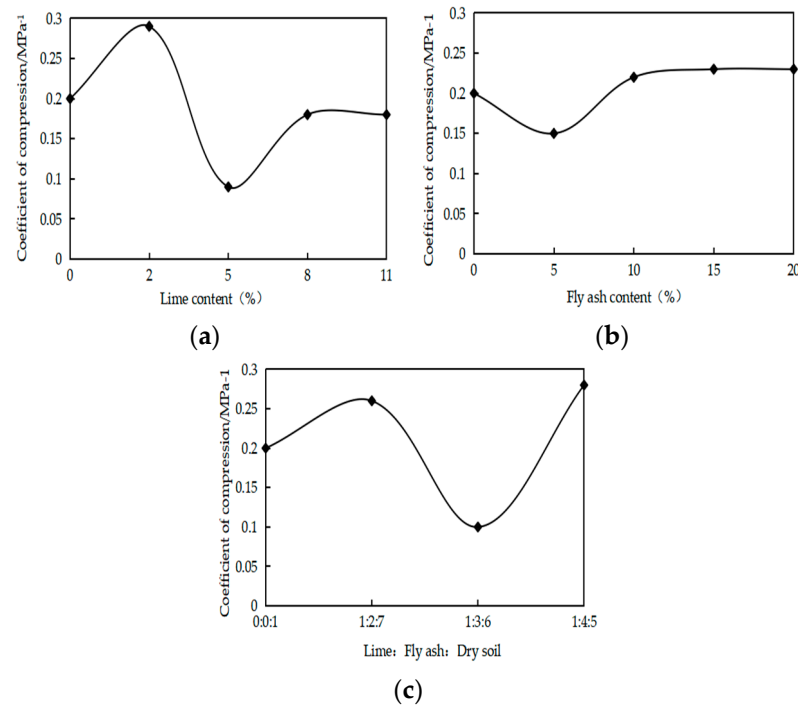 Coefficient of compression/MPa-1
0.3
0.25
0.2
0.15
0.1
0.05
0
0 2 5 8 11
Lime content（%）
(a)
Coefficient of compression/MPa-1
0.3
0.25
0.2
0.15
0.1
0.05
0
0 5 10 15 20
Fly ash content（%）
(b)
Coefficient of compression/MPa-1
0.3
0.25
0.2
0.15
0.1
0.05
0
0:0:1 1:2:7 1:3:6 1:4:5
Lime：Fly ash：Dry soil
(c)